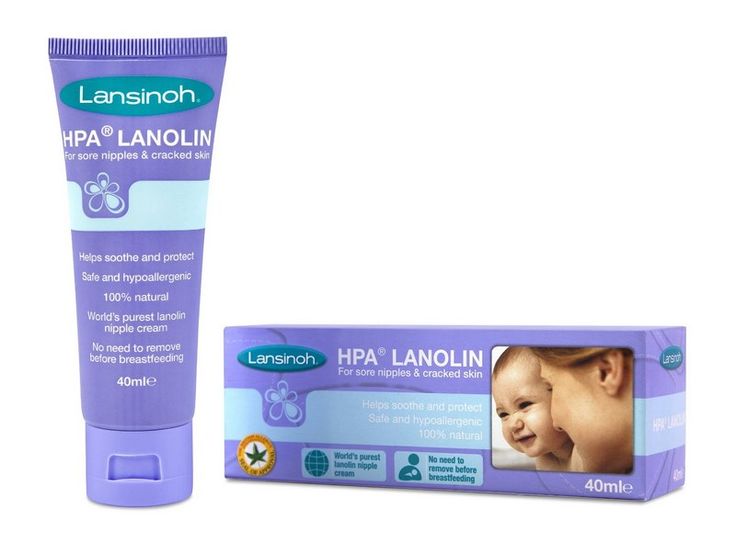 Lansinoh®
HPA® LANOLIN
For sore nipples & cracked skin
Helps soothe and protect
Safe and hypoallergenic
100% natural
World's purest lanolin
nipple cream
No need to remove
before breastfeeding
40ml℮
Lansinoh®
HPA® LANOLIN
For sore nipples & cracked skin
Helps soothe and protect
Safe and hypoallergenic
100% natural
SEAL OF APPROVAL
World's purest
lanolin nipple
cream
No need to
remove before
breastfeeding
40ml℮
Lansinoh
HPA® LANOLIN
40ml℮